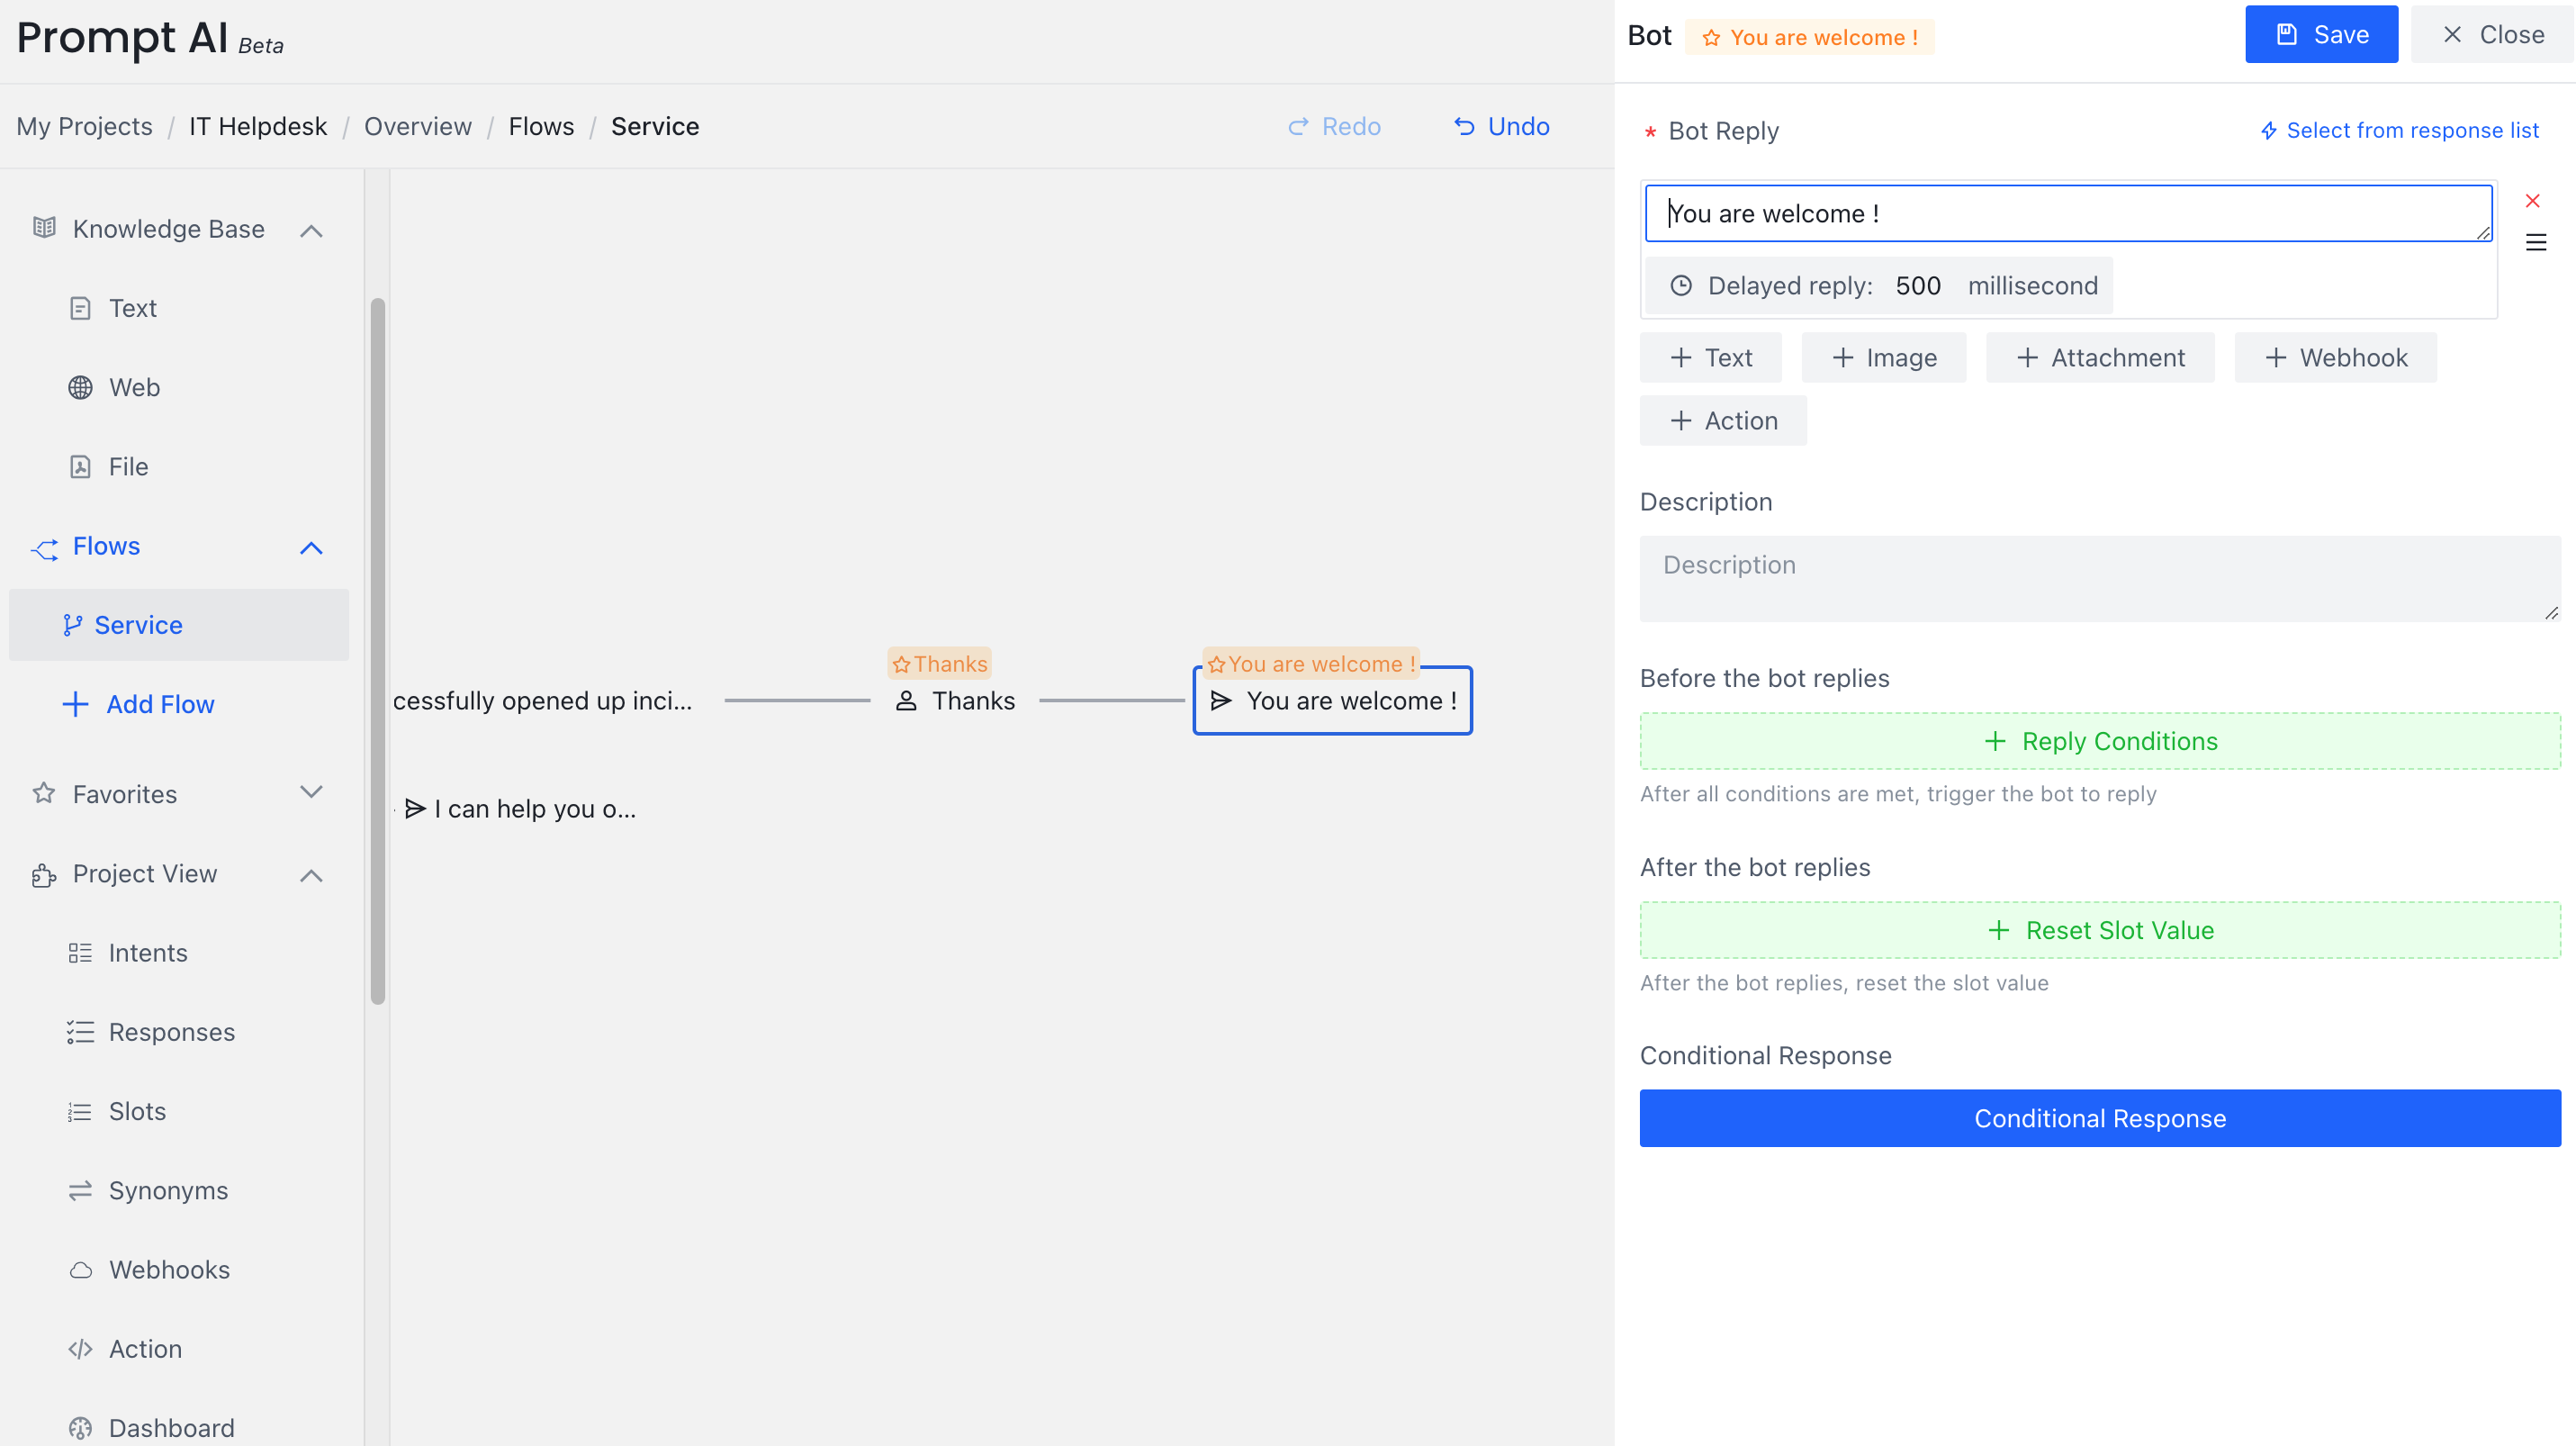 Prompt AI Beta
My Projects / IT Helpdesk / Overview / Flows / Service
Redo
Undo
Knowledge Base
Text
Web
File
Flows
Service
Add Flow
Favorites
Project View
Intents
Responses
Slots
Synonyms
Webhooks
Action
Dashboard
Thanks
You are welcome !
cessfully opened up inci...
Thanks
You are welcome !
I can help you o...
Bot
You are welcome !
Save
Close
* Bot Reply
Select from response list
You are welcome !
Delayed reply: 500 millisecond
+ Text
+ Image
+ Attachment
+ Webhook
+ Action
Description
Description
Before the bot replies
+ Reply Conditions
After all conditions are met, trigger the bot to reply
After the bot replies
+ Reset Slot Value
After the bot replies, reset the slot value
Conditional Response
Conditional Response